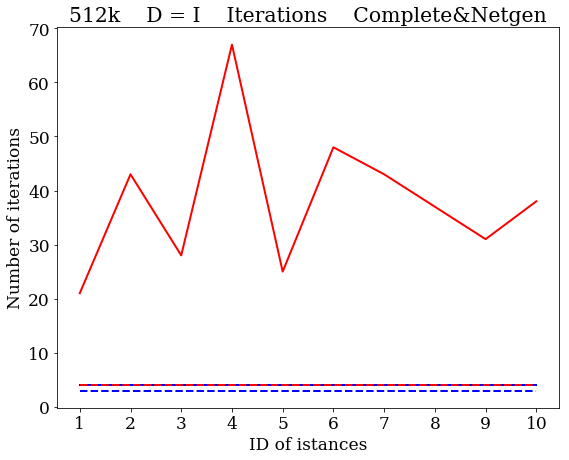 512k D = I Iterations Complete&Netgen
70
60
50
40
30
20
10
0
Number of iterations
1 2 3 4 5 6 7 8 9 10
ID of istances